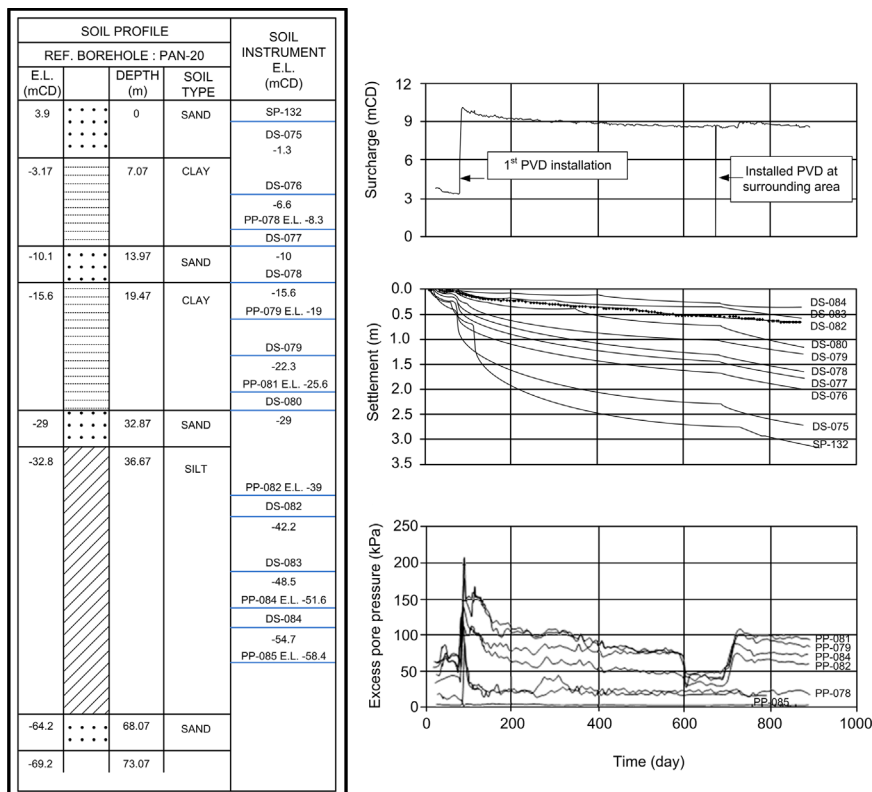 SOIL PROFILE
REF. BOREHOLE : PAN-20
SOIL
INSTRUMENT
E.L.
(mCD)
E.L.
(mCD)
DEPTH
(m)
SOIL
TYPE
3.9 0 SAND SP-132
DS-075
-1.3
-3.17 7.07 CLAY
DS-076
-6.6
PP-078 E.L. -8.3
DS-077
-10.1 13.97 SAND -10
DS-078
-15.6 19.47 CLAY -15.6
PP-079 E.L. -19
DS-079
-22.3
PP-081 E.L. -25.6
DS-080
-29 32.87 SAND -29
-32.8 36.67 SILT
PP-082 E.L. -39
DS-082
-42.2
DS-083
-48.5
PP-084 E.L. -51.6
DS-084
-54.7
PP-085 E.L. -58.4
-64.2 68.07 SAND
-69.2 73.07
Surcharge (mCD)
12
9
6
3
0
1st PVD installation
Installed PVD at
surrounding area
Settlement (m)
0.0
0.5
1.0
1.5
2.0
2.5
3.0
3.5
DS-084
DS-083
DS-082
DS-080
DS-079
DS-078
DS-077
DS-076
DS-075
SP-132
Excess pore pressure (kPa)
250
200
150
100
50
0
PP-081
PP-079
PP-084
PP-082
PP-078
PP-085
0 200 400 600 800 1000
Time (day)